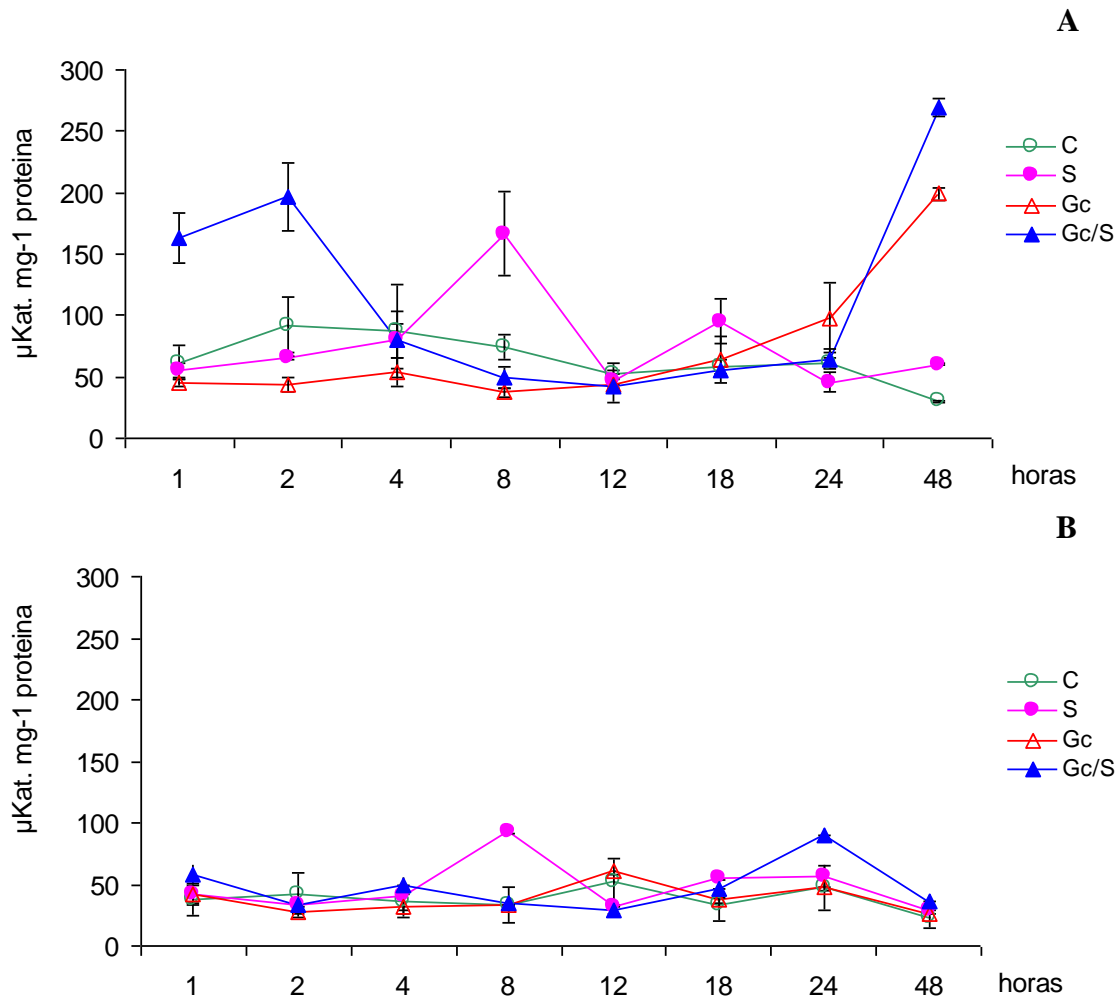 A
300
250
200
150
100
50
0
µKat. mg-1 proteina
1 2 4 8 12 18 24 48 horas
C
S
Gc
Gc/S
B
300
250
200
150
100
50
0
µKat. mg-1 proteina
1 2 4 8 12 18 24 48 horas
C
S
Gc
Gc/S